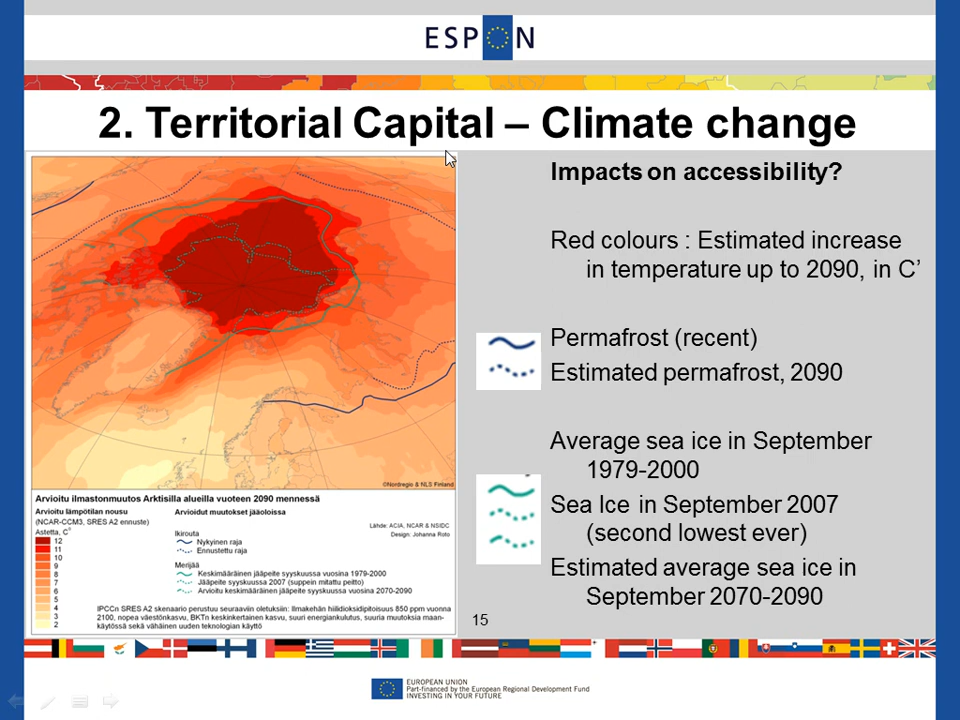 ESPON
2. Territorial Capital – Climate change
Impacts on accessibility?
Red colours : Estimated increase
in temperature up to 2090, in C’
Permafrost (recent)
Estimated permafrost, 2090
Average sea ice in September
1979-2000
Sea Ice in September 2007
(second lowest ever)
Estimated average sea ice in
September 2070-2090
©Nordregio & NLS Finland
Arvioitu ilmastonmuutos Arktisilla alueilla vuoteen 2090 mennessä
Arvioitu lämpötilan nousu
(NCAR-CCM3, SRES A2 ennuste)
Astetta, C°
12
11
10
9
8
7
6
5
4
3
2
Arvioidut muutokset jääoloissa
Ikirouta
Nykyinen raja
Ennustettu raja
Merijää
Keskimääräinen jääpeite syyskuussa vuosina 1979-2000
Jääpeite syyskuussa 2007 (suppein mitattu peitto)
Arvioitu keskimääräinen jääpeite syyskuussa vuosina 2070-2090
Lähde: ACIA, NCAR & NSIDC
Design: Johanna Roto
IPCCn SRES A2 skenaario perustuu seuraaviin oletuksiin: Ilmakehän hiilidioksidipitoisuus 850 ppm vuonna
2100, nopea väestönkasvu, BKTn keskinkertainen kasvu, suuri energiankulutus, suuria muutoksia maan-
käytössä sekä vähäinen uuden teknologian käyttö
15
EUROPEAN UNION
Part-financed by the European Regional Development Fund
INVESTING IN YOUR FUTURE